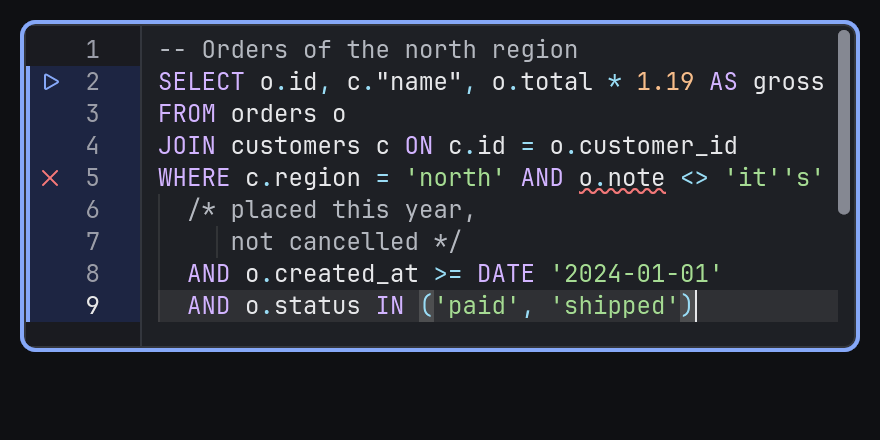 1 -- Orders of the north region
2 SELECT o.id, c."name", o.total * 1.19 AS gross
3 FROM orders o
4 JOIN customers c ON c.id = o.customer_id
5 WHERE c.region = 'north' AND o.note <> 'it''s'
6 /* placed this year,
7 not cancelled */
8 AND o.created_at >= DATE '2024-01-01'
9 AND o.status IN ('paid', 'shipped')